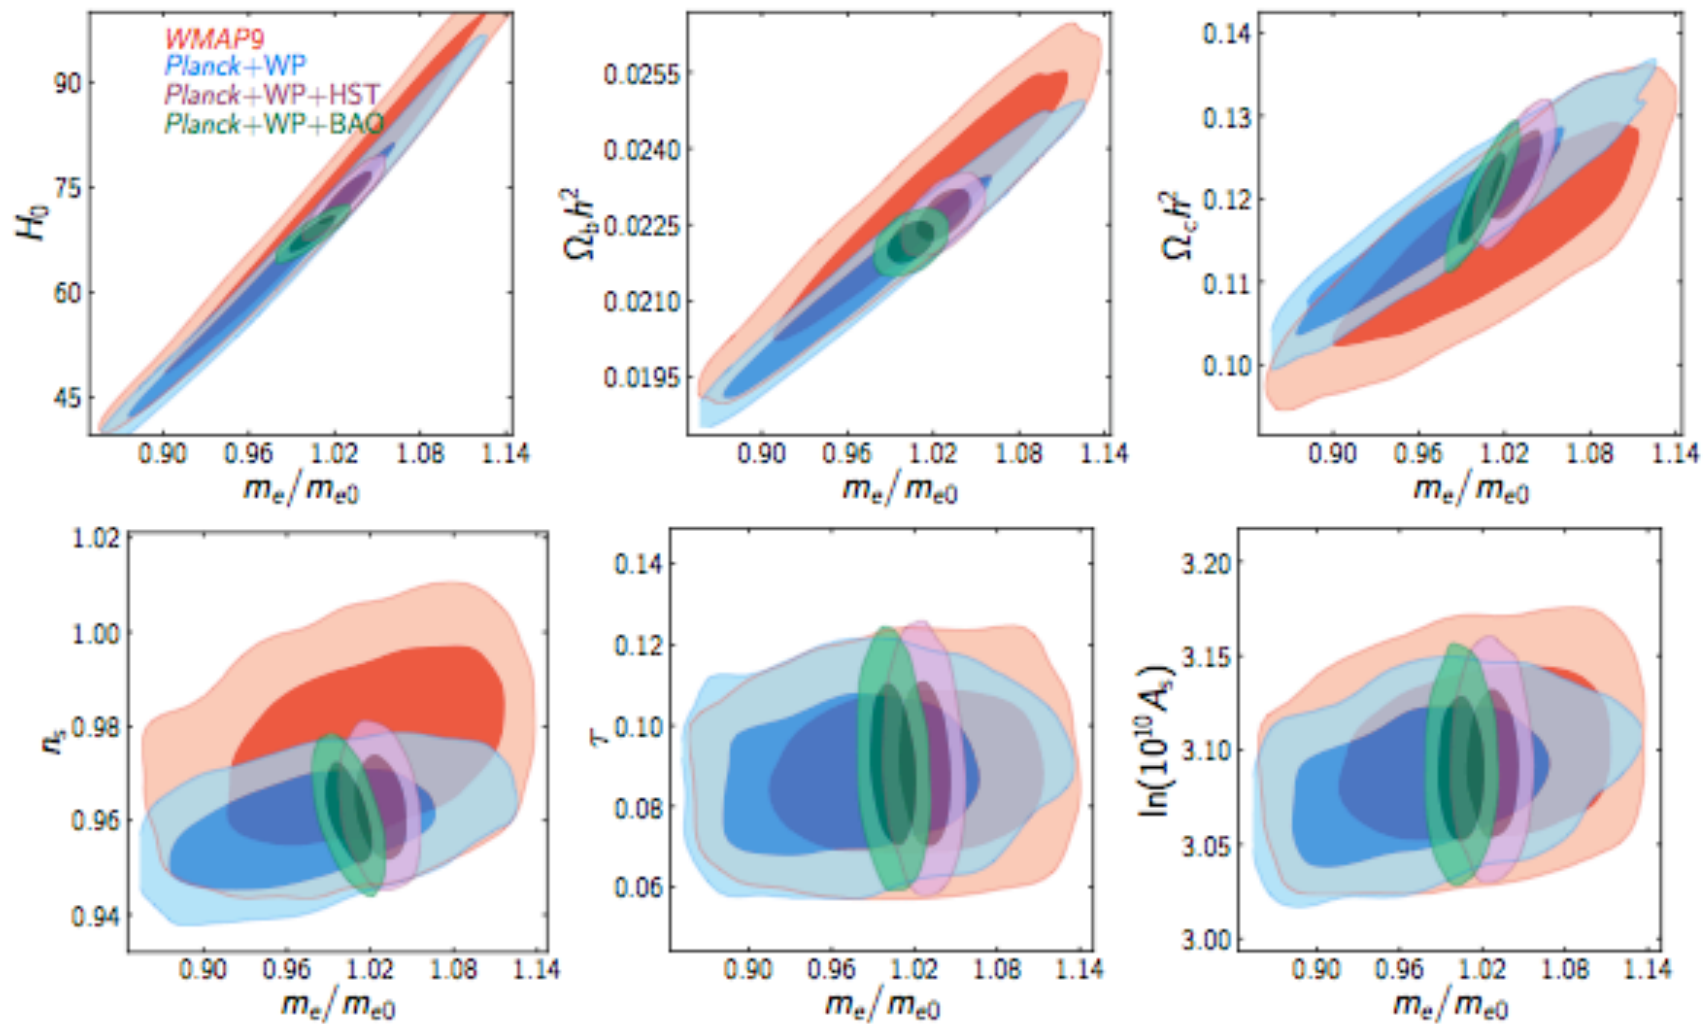 WMAP9
Planck+WP
Planck+WP+HST
Planck+WP+BAO
H₀
90
75
60
45
0.90 0.96 1.02 1.08 1.14
mₑ/mₑ₀
Ω_b h²
0.0255
0.0240
0.0225
0.0210
0.0195
0.90 0.96 1.02 1.08 1.14
mₑ/mₑ₀
Ω_c h²
0.14
0.13
0.12
0.11
0.10
0.90 0.96 1.02 1.08 1.14
mₑ/mₑ₀
nₛ
1.02
1.00
0.98
0.96
0.94
0.90 0.96 1.02 1.08 1.14
mₑ/mₑ₀
τ
0.14
0.12
0.10
0.08
0.06
0.90 0.96 1.02 1.08 1.14
mₑ/mₑ₀
ln(10¹⁰ Aₛ)
3.20
3.15
3.10
3.05
3.00
0.90 0.96 1.02 1.08 1.14
mₑ/mₑ₀